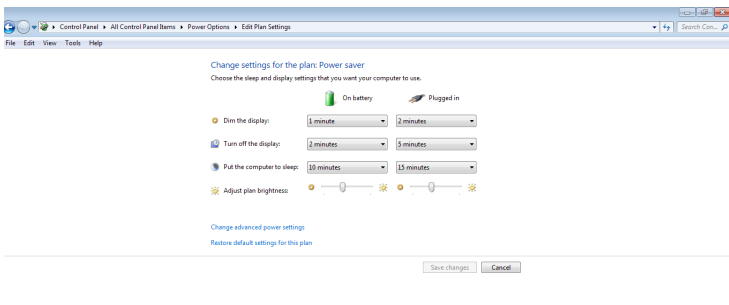 Control Panel ▸ All Control Panel Items ▸ Power Options ▸ Edit Plan Settings
Search Con...
File Edit View Tools Help
Change settings for the plan: Power saver
Choose the sleep and display settings that you want your computer to use.
On battery Plugged in
Dim the display: 1 minute 2 minutes
Turn off the display: 2 minutes 5 minutes
Put the computer to sleep: 10 minutes 15 minutes
Adjust plan brightness:
Change advanced power settings
Restore default settings for this plan
Save changes Cancel